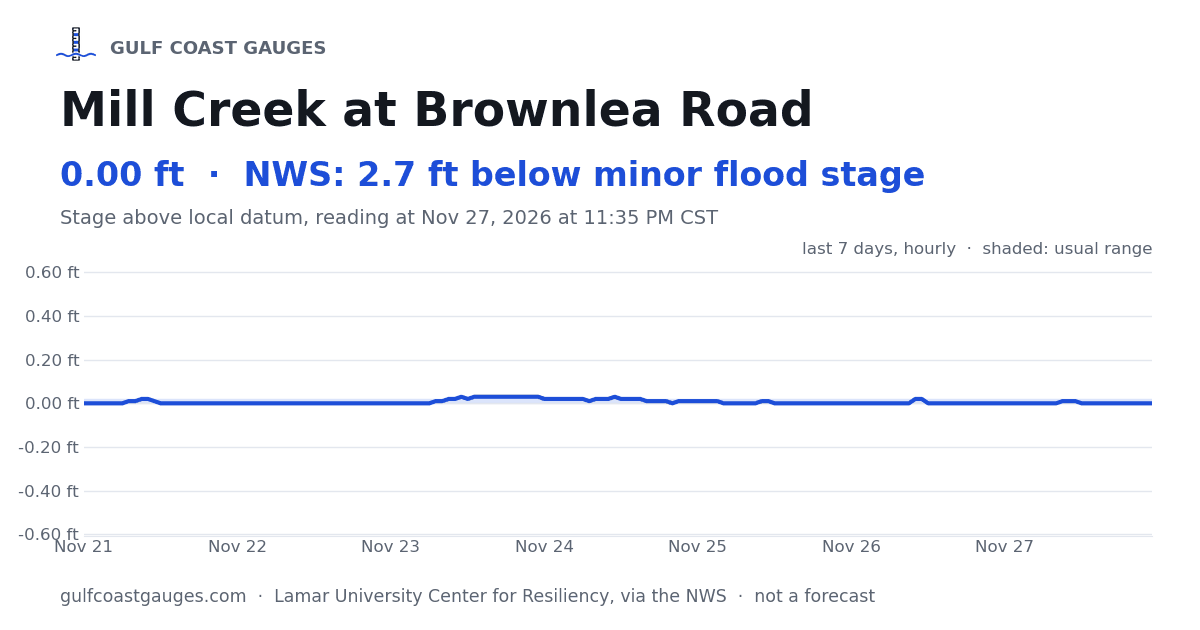 GULF COAST GAUGES
Mill Creek at Brownlea Road
0.00 ft · NWS: 2.7 ft below minor flood stage
Stage above local datum, reading at Nov 27, 2026 at 11:35 PM CST
last 7 days, hourly · shaded: usual range
0.60 ft
0.40 ft
0.20 ft
0.00 ft
-0.20 ft
-0.40 ft
-0.60 ft
Nov 21 Nov 22 Nov 23 Nov 24 Nov 25 Nov 26 Nov 27
gulfcoastgauges.com · Lamar University Center for Resiliency, via the NWS · not a forecast